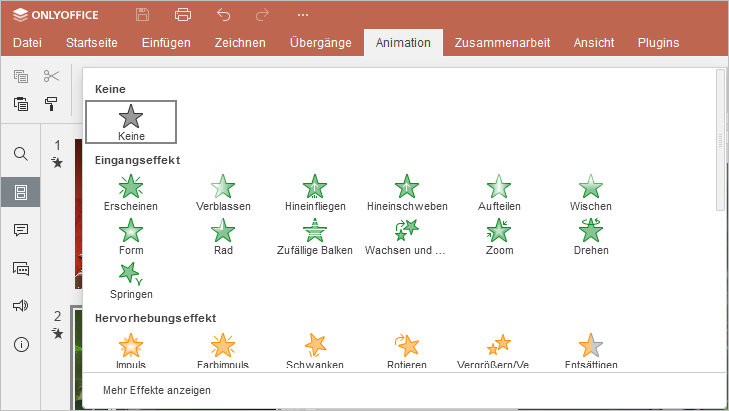 ONLYOFFICE
Datei Startseite Einfügen Zeichnen Übergänge Animation Zusammenarbeit Ansicht Plugins
Keine
Keine
Eingangseffekt
Erscheinen Verblassen Hineinfliegen Hineinschweben Aufteilen Wischen
Form Rad Zufällige Balken Wachsen und ... Zoom Drehen
Springen
Hervorhebungseffekt
Impuls Farbimpuls Schwanken Rotieren Vergrößern/Ve Entsättigen
Mehr Effekte anzeigen
1
2